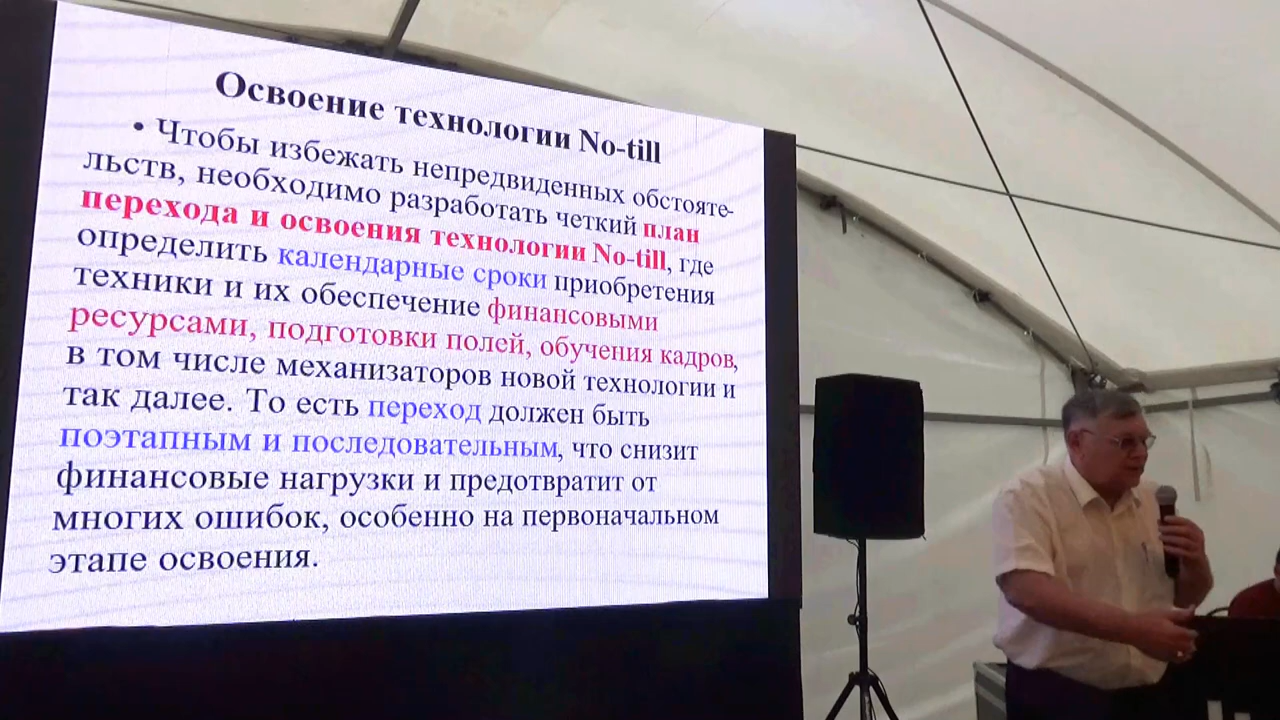 Освоение технологии No-till
• Чтобы избежать непредвиденных обстояте-
льств, необходимо разработать четкий план
перехода и освоения технологии No-till, где
определить календарные сроки приобретения
техники и их обеспечение финансовыми
ресурсами, подготовки полей, обучения кадров,
в том числе механизаторов новой технологии и
так далее. То есть переход должен быть
поэтапным и последовательным, что снизит
финансовые нагрузки и предотвратит от
многих ошибок, особенно на первоначальном
этапе освоения.